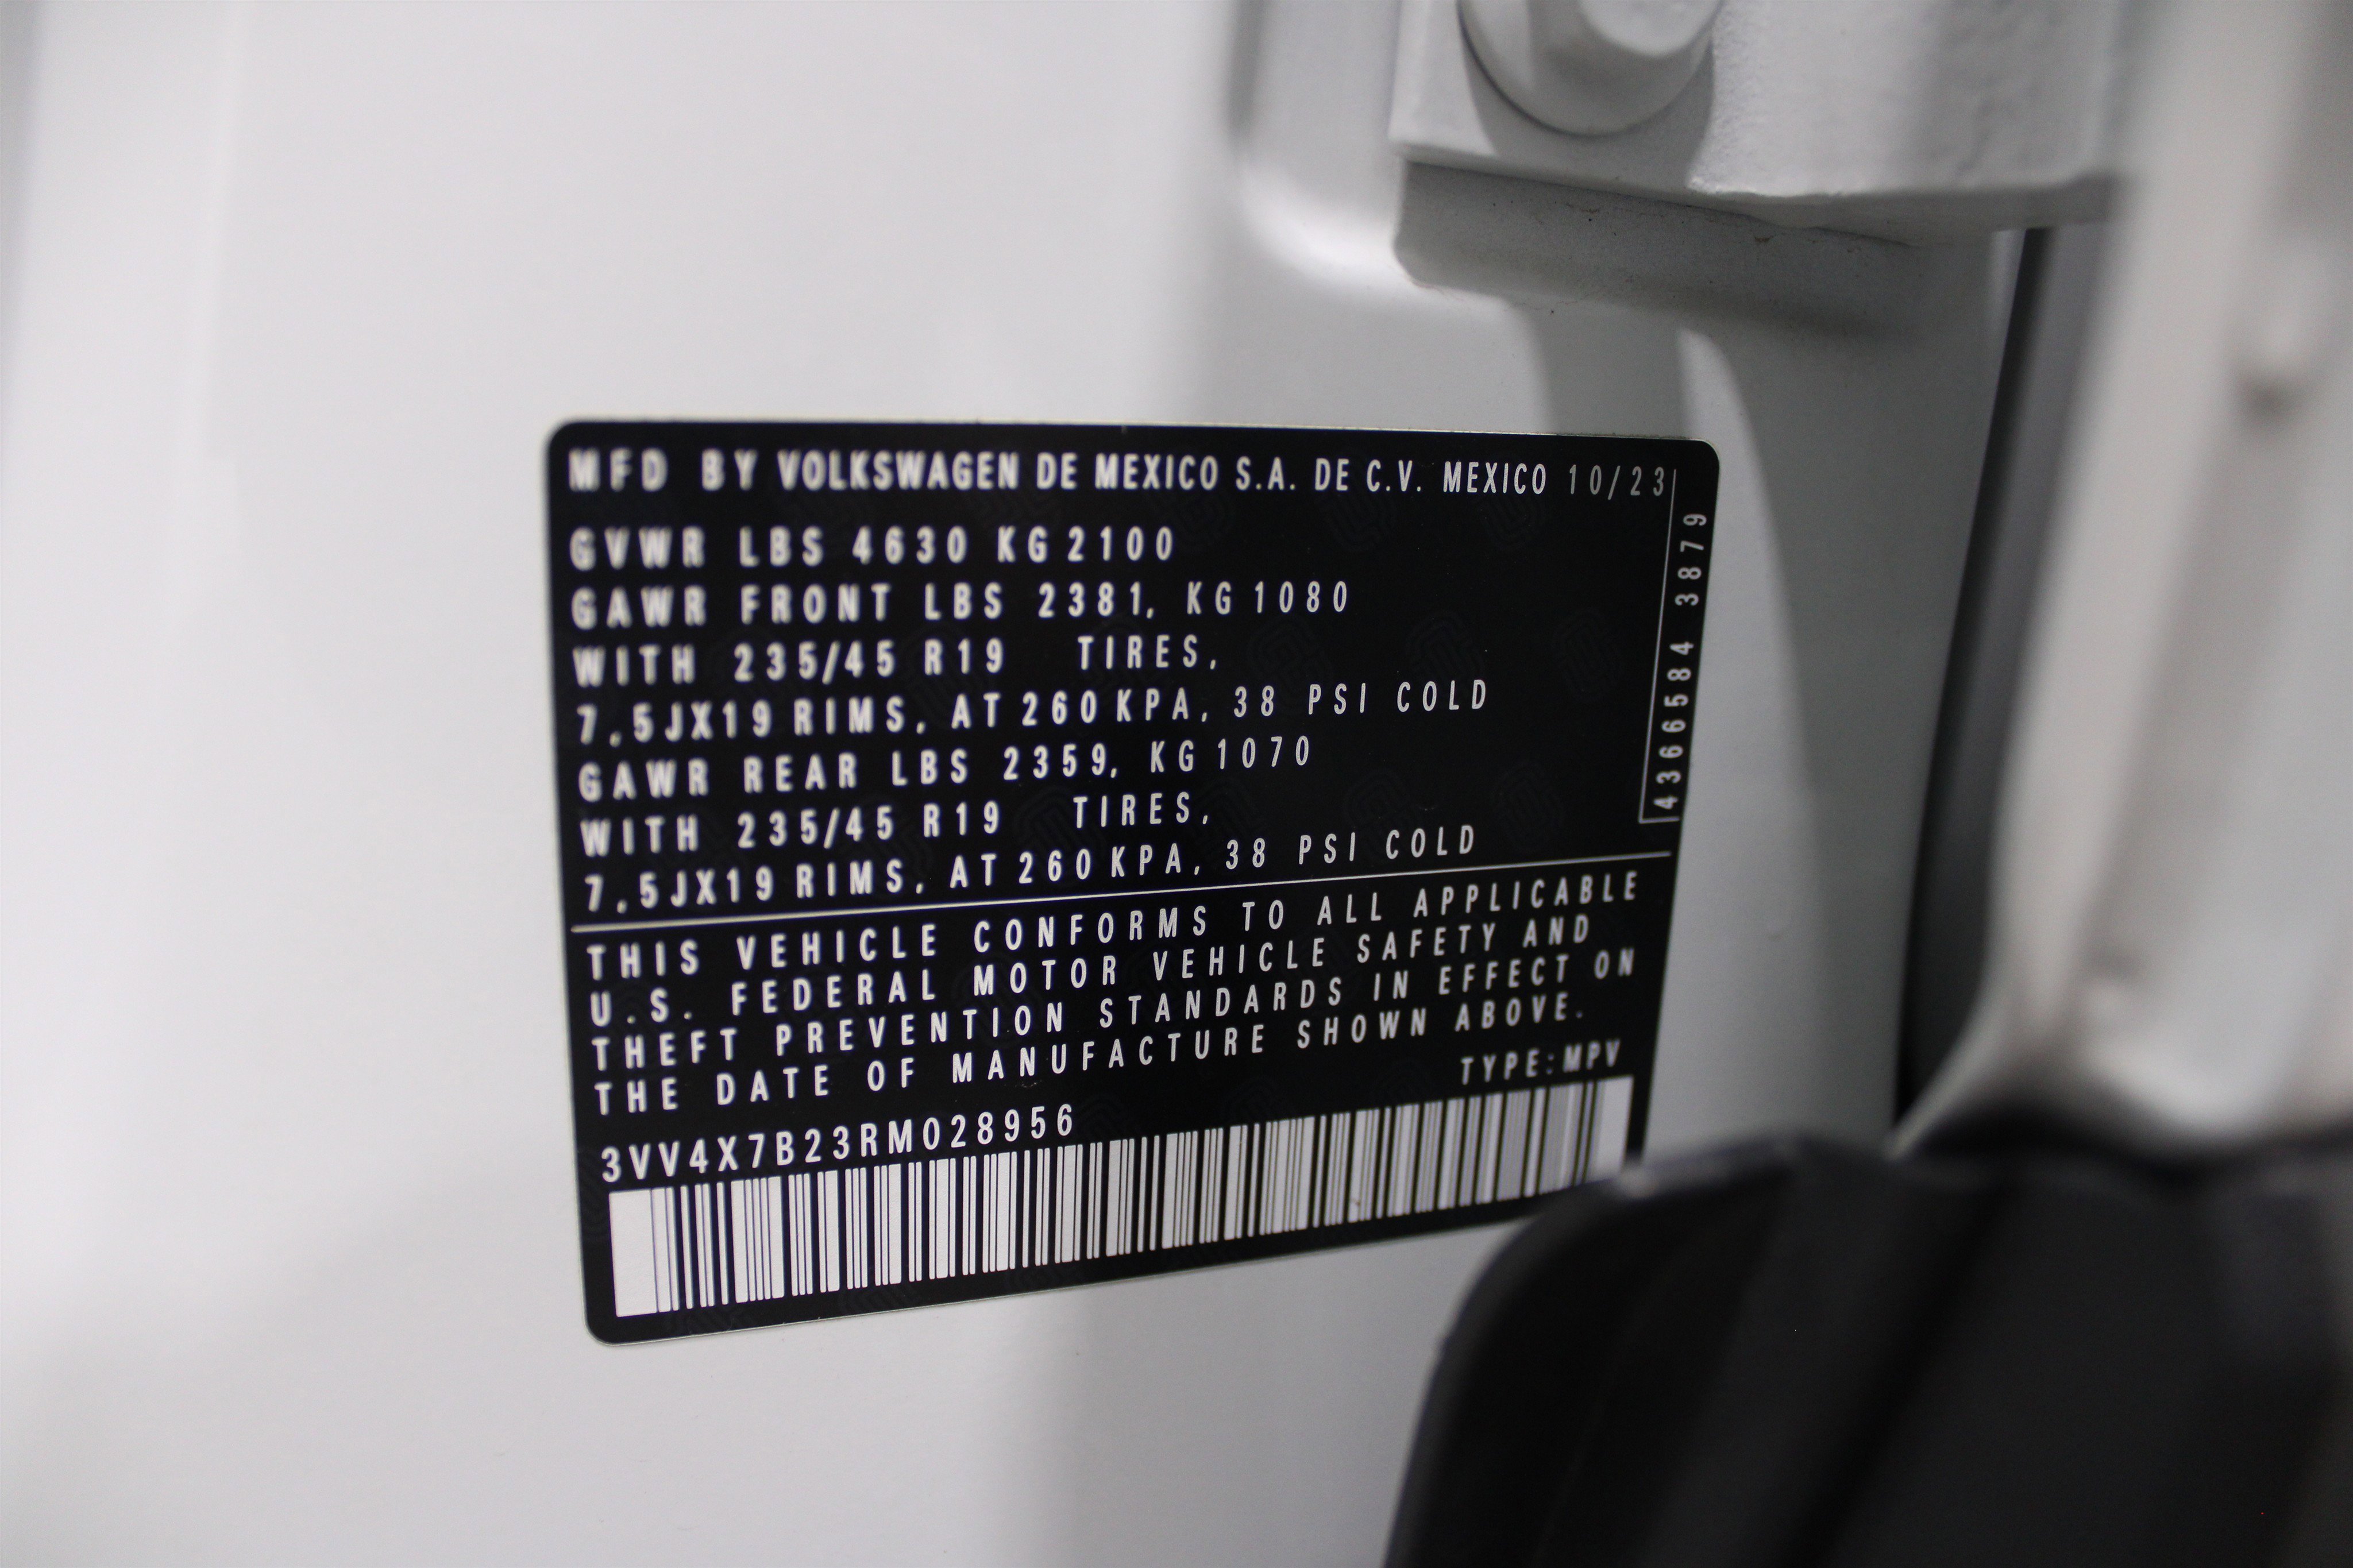 MFD BY VOLKSWAGEN DE MEXICO S.A. DE C.V. MEXICO 10/23
GVWR LBS 4630 KG 2100
GAWR FRONT LBS 2381, KG 1080
WITH 235/45 R19 TIRES,
7,5JX19 RIMS, AT 260 KPA, 38 PSI COLD
GAWR REAR LBS 2359, KG 1070
WITH 235/45 R19 TIRES,
7,5JX19 RIMS, AT 260 KPA, 38 PSI COLD
4366584 3879
THIS VEHICLE CONFORMS TO ALL APPLICABLE
U.S. FEDERAL MOTOR VEHICLE SAFETY AND
THEFT PREVENTION STANDARDS IN EFFECT ON
THE DATE OF MANUFACTURE SHOWN ABOVE.
TYPE:MPV
3VV4X7B23RM028956